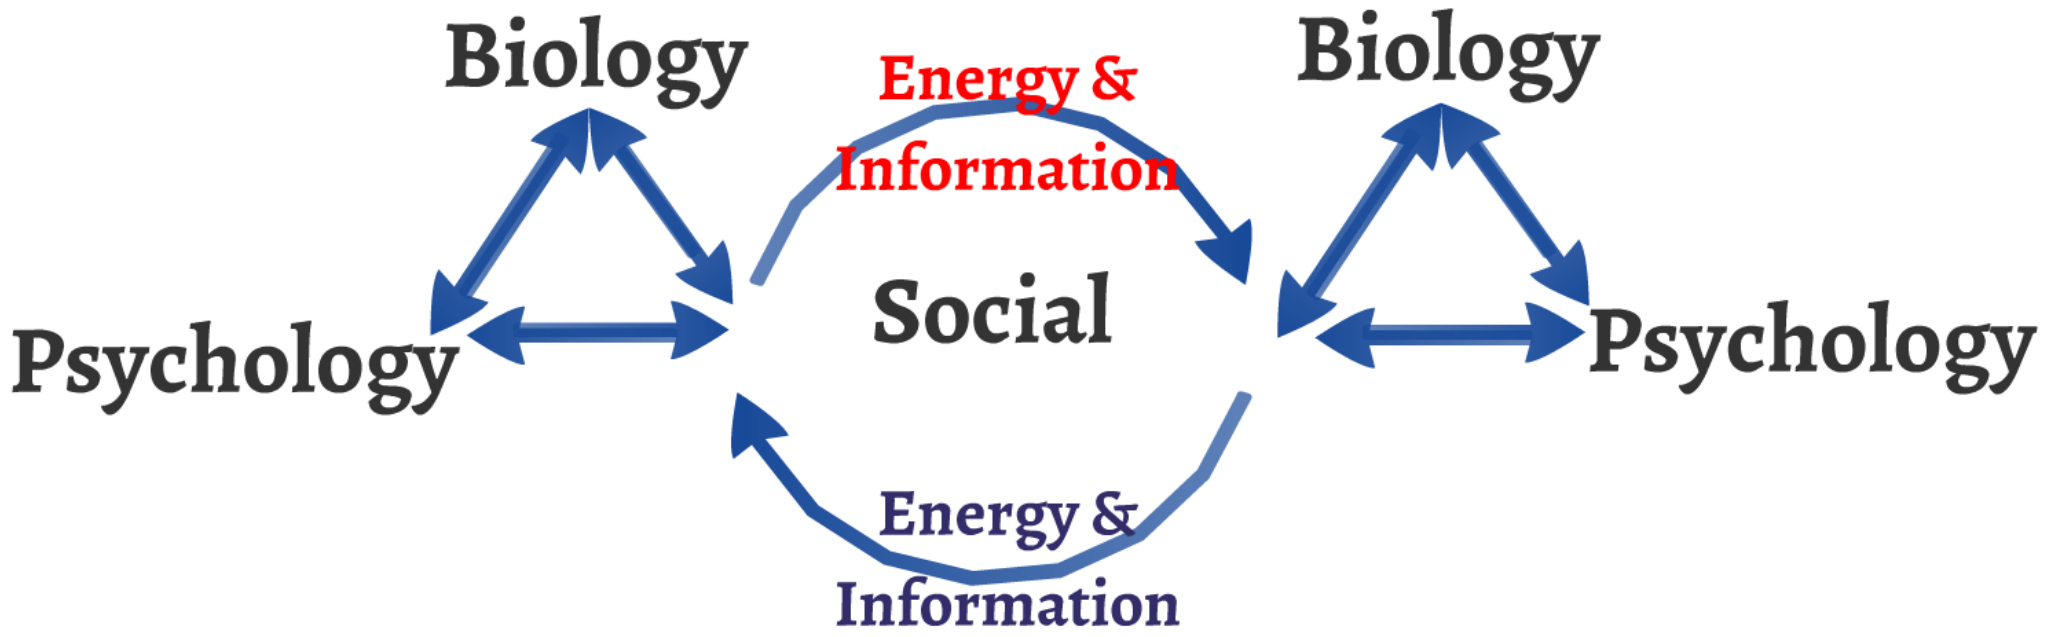 Biology
Biology
Energy &
Information
Social
Psychology
Psychology
Energy &
Information